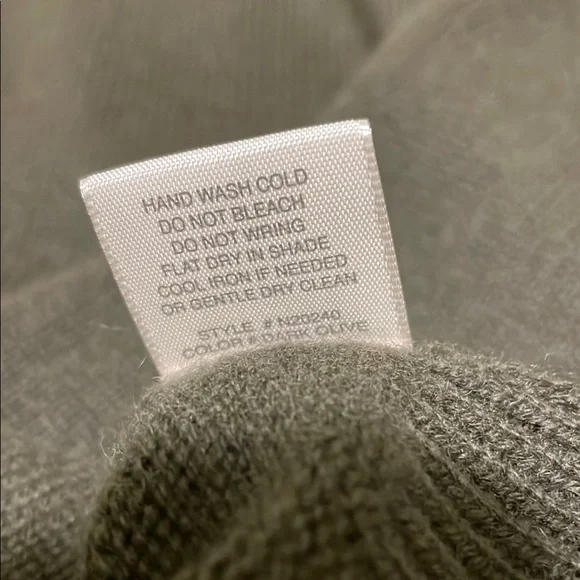 HAND WASH COLD
DO NOT BLEACH
DO NOT WRING
FLAT DRY IN SHADE
COOL IRON IF NEEDED
OR GENTLE DRY CLEAN
STYLE # N20240
COLOR # DARK OLIVE